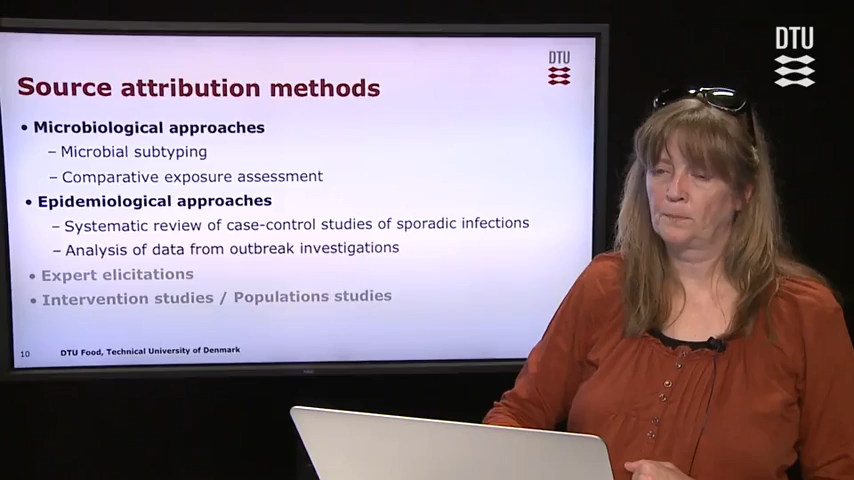 DTU
DTU
Source attribution methods
• Microbiological approaches
– Microbial subtyping
– Comparative exposure assessment
• Epidemiological approaches
– Systematic review of case-control studies of sporadic infections
– Analysis of data from outbreak investigations
• Expert elicitations
• Intervention studies / Populations studies
10 DTU Food, Technical University of Denmark